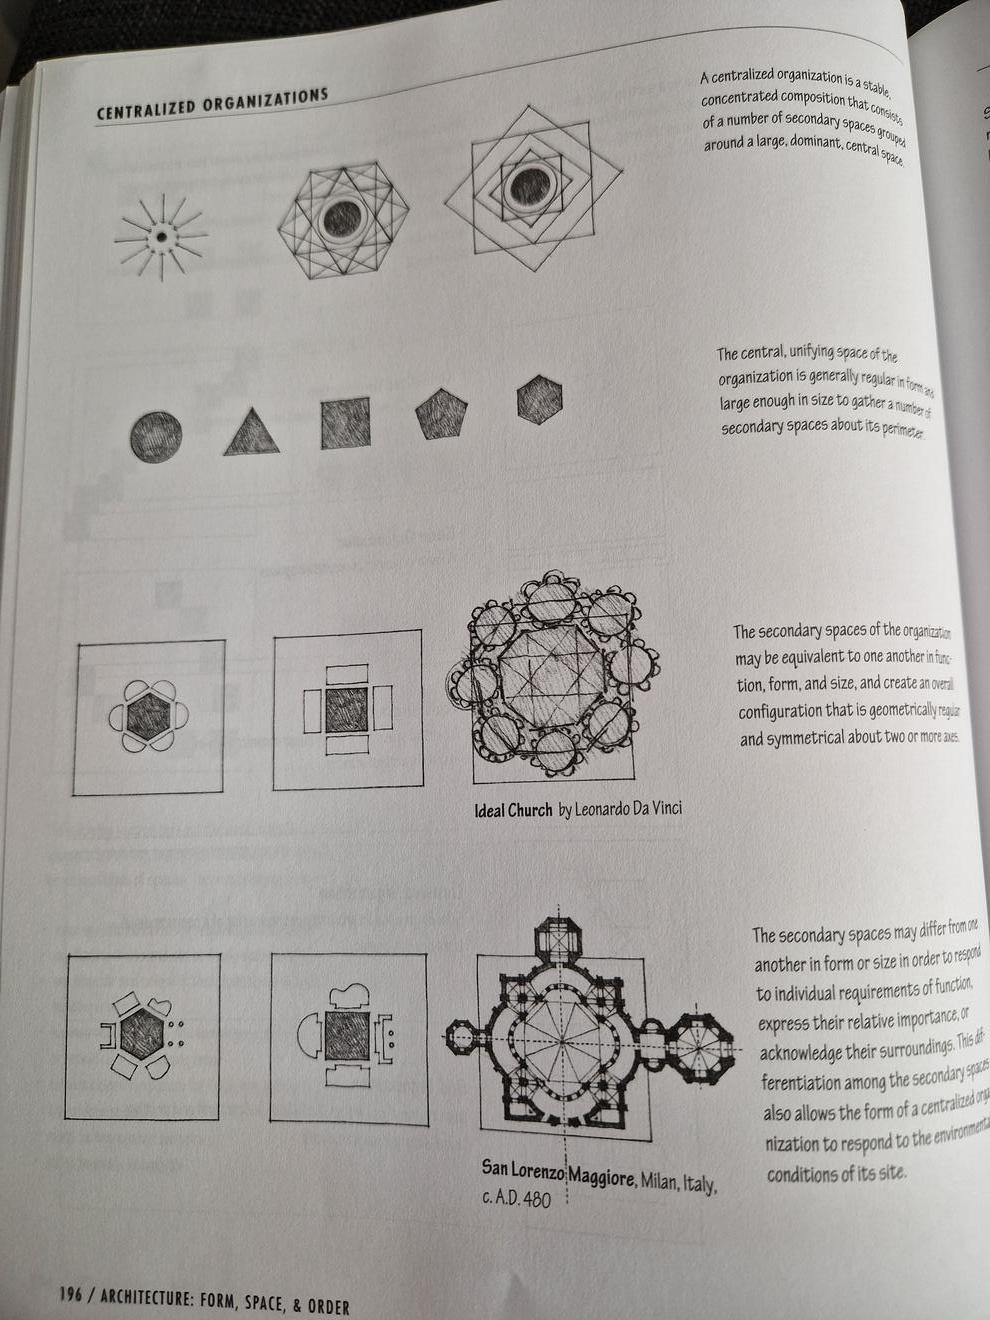 CENTRALIZED ORGANIZATIONS
A centralized organization is a stable,
concentrated composition that consists
of a number of secondary spaces grouped
around a large, dominant, central space.
The central, unifying space of the
organization is generally regular in form and
large enough in size to gather a number of
secondary spaces about its perimeter.
The secondary spaces of the organization
may be equivalent to one another in func-
tion, form, and size, and create an overall
configuration that is geometrically regular
and symmetrical about two or more axes.
Ideal Church by Leonardo Da Vinci
The secondary spaces may differ from one
another in form or size in order to respond
to individual requirements of function,
express their relative importance, or
acknowledge their surroundings. This dif-
ferentiation among the secondary spaces
also allows the form of a centralized orga
nization to respond to the environmenta
conditions of its site.
San Lorenzo Maggiore, Milan, Italy,
c. A.D. 480
196 / ARCHITECTURE: FORM, SPACE, & ORDER